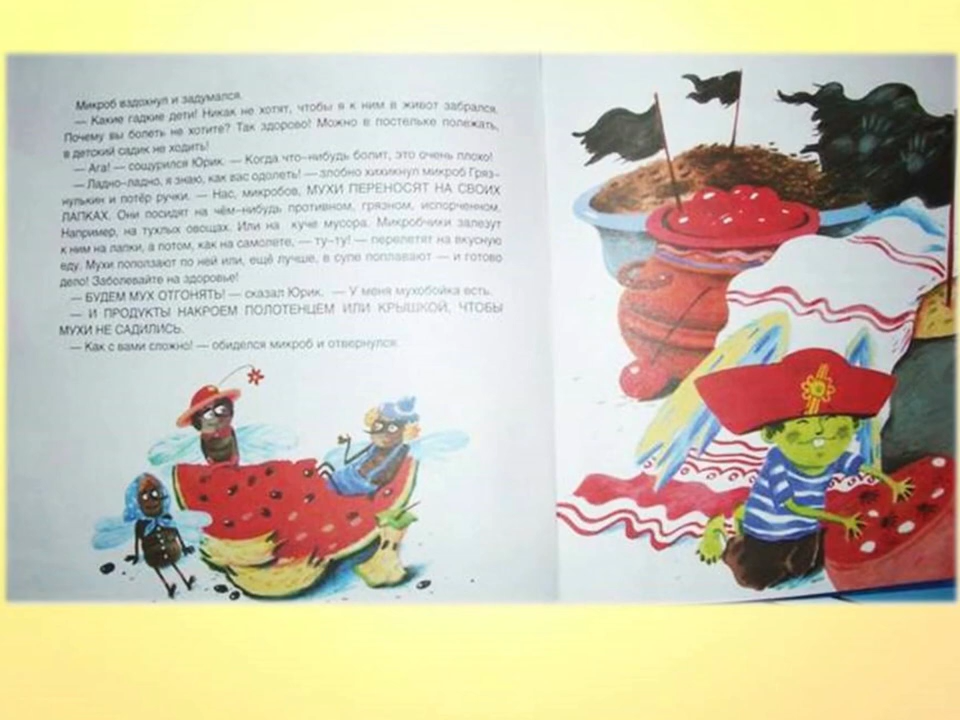 Микроб вздохнул и задумался.
— Какие гадкие дети! Никак не хотят, чтобы я к ним в живот забрался.
Почему вы болеть не хотите? Так здорово! Можно в постельке полежать,
в детский садик не ходить!
— Ага! — сощурился Юрик. — Когда что-нибудь болит, это очень плохо!
— Ладно-ладно, я знаю, как вас одолеть! — злобно хихикнул микроб Гряз-
нулькин и потёр ручки. — Нас, микробов, МУХИ ПЕРЕНОСЯТ НА СВОИХ
ЛАПКАХ. Они посидят на чём-нибудь противном, грязном, испорченном.
Например, на тухлых овощах. Или на куче мусора. Микробчики залезут
к ним на лапки, а потом, как на самолете, — ту-ту! — перелетят на вкусную
еду. Мухи поползают по ней или, ещё лучше, в супе поплавают — и готово
дело! Заболевайте на здоровье!
— БУДЕМ МУХ ОТГОНЯТЬ! — сказал Юрик. — У меня мухобойка есть.
— И ПРОДУКТЫ НАКРОЕМ ПОЛОТЕНЦЕМ ИЛИ КРЫШКОЙ, ЧТОБЫ
МУХИ НЕ САДИЛИСЬ.
— Как с вами сложно! — обиделся микроб и отвернулся.